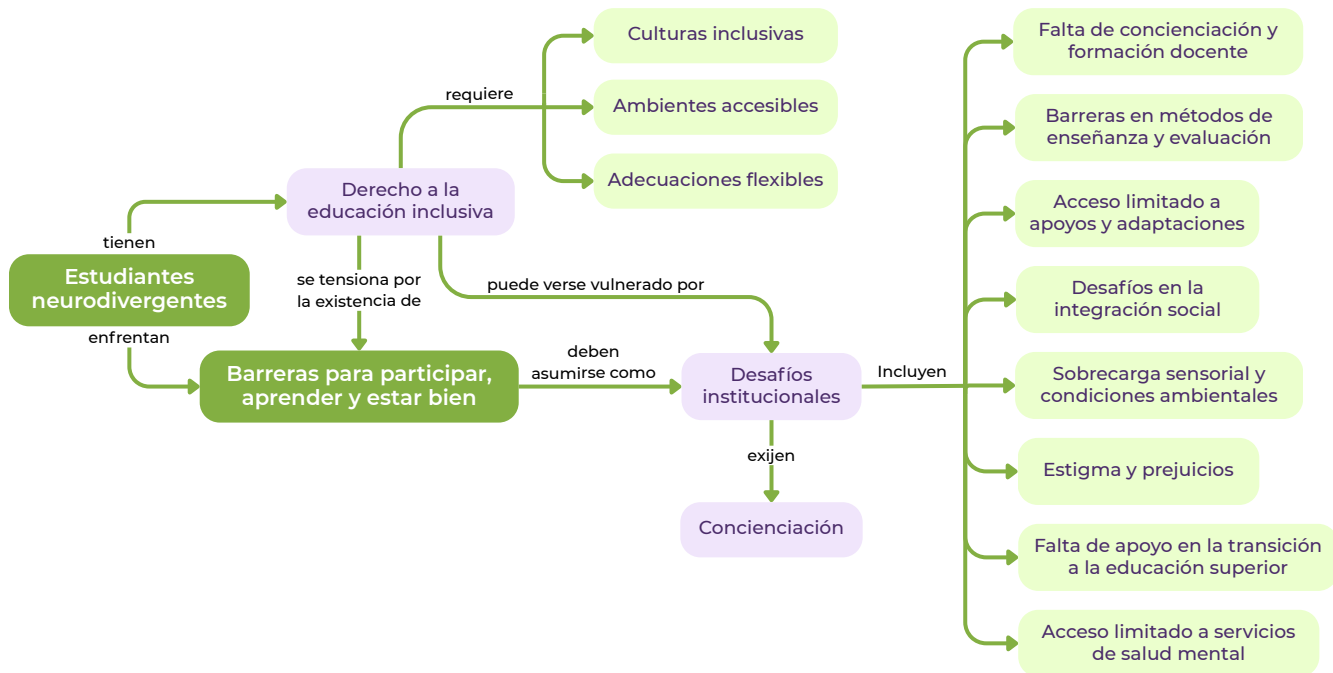 Estudiantes
neurodivergentes
tienen
Derecho a la
educación inclusiva
requiere
Culturas inclusivas
Ambientes accesibles
Adecuaciones flexibles
se tensiona por
la existencia de
puede verse vulnerado por
enfrentan
Barreras para participar,
aprender y estar bien
deben
asumirse como
Desafíos
institucionales
exijen
Concienciación
Incluyen
Falta de concienciación y
formación docente
Barreras en métodos de
enseñanza y evaluación
Acceso limitado a
apoyos y adaptaciones
Desafíos en la
integración social
Sobrecarga sensorial y
condiciones ambientales
Estigma y prejuicios
Falta de apoyo en la transición
a la educación superior
Acceso limitado a servicios
de salud mental